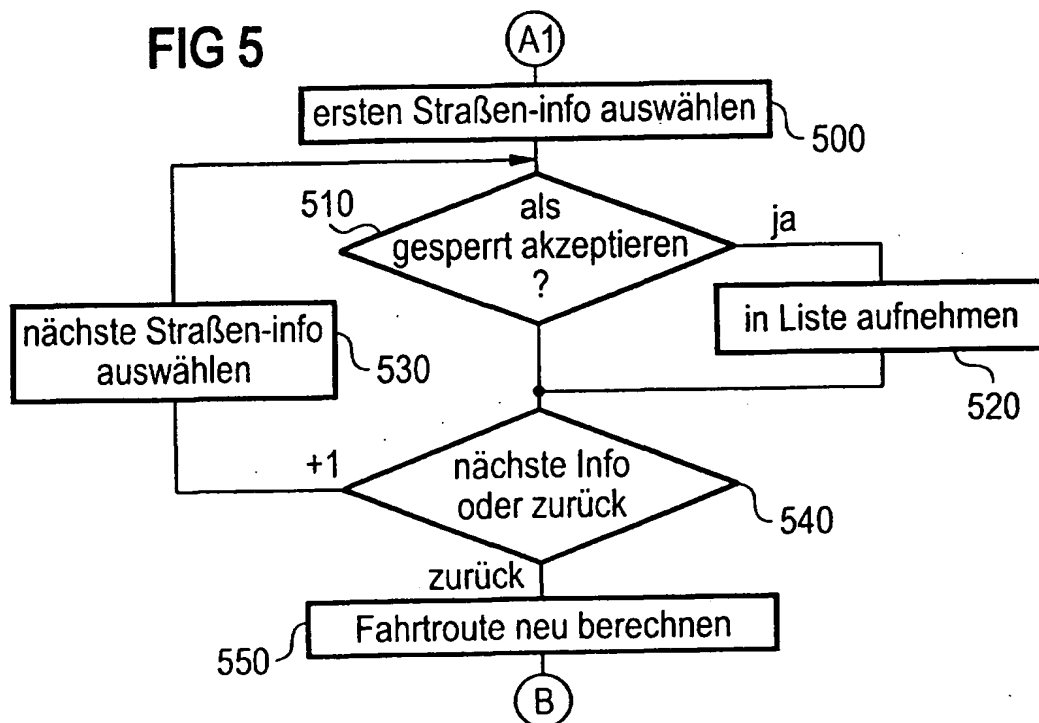 FIG 5
A1
ersten Straßen-info auswählen
500
510
als
gesperrt akzeptieren
?
ja
in Liste aufnehmen
520
nächste Straßen-info
auswählen
530
+1
nächste Info
oder zurück
540
zurück
Fahrtroute neu berechnen
550
B